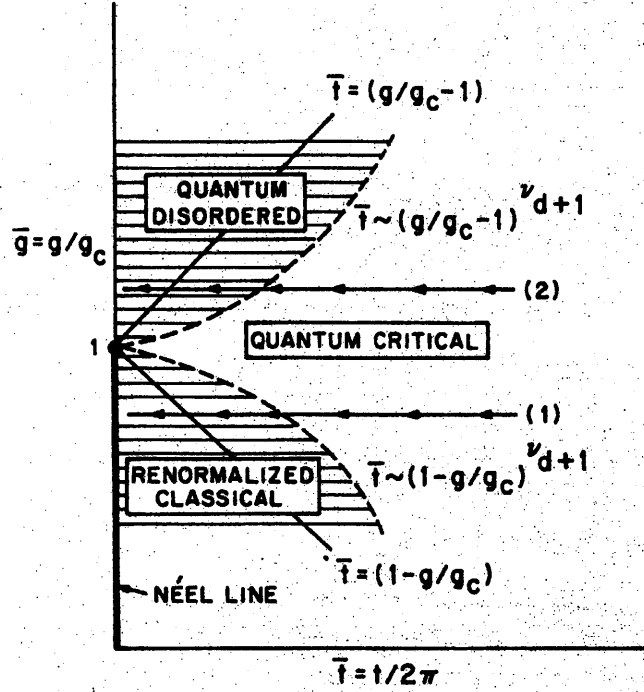 t̅ = (g/g_c-1)
QUANTUM
DISORDERED
t̅ ~ (g/g_c-1)^ν_d+1
g̅ = g/g_c
(2)
1
QUANTUM CRITICAL
(1)
t̅ ~ (1-g/g_c)^ν_d+1
RENORMALIZED
CLASSICAL
t̅ = (1-g/g_c)
NÉEL LINE
t̅ = t/2π